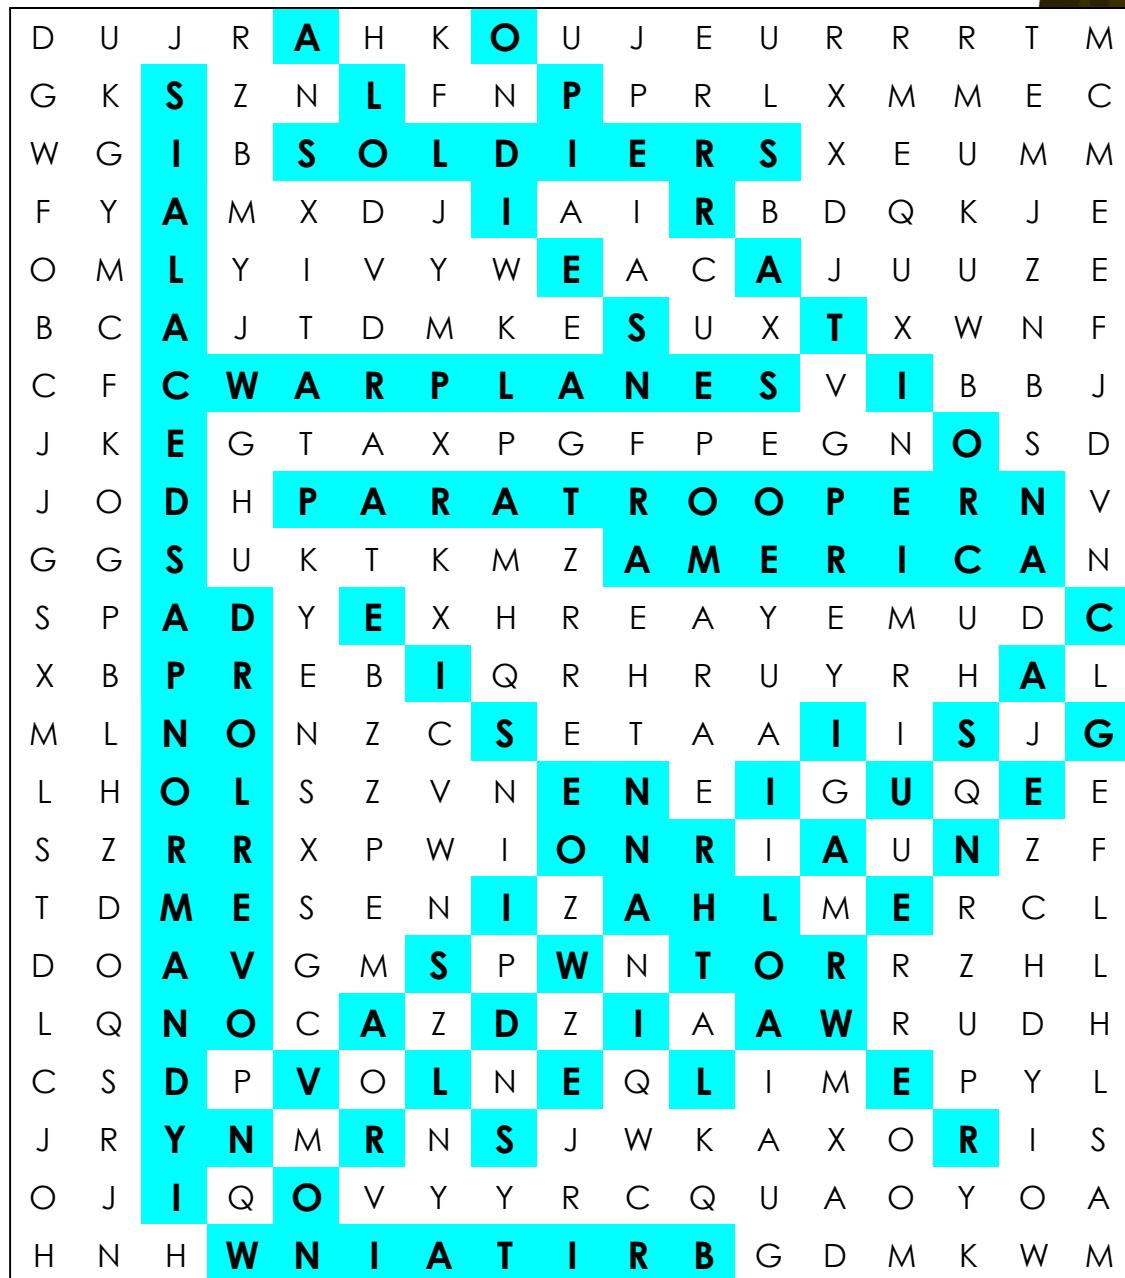 D U J R A H K O U J E U R R R T M
G K S Z N L F N P P R L X M M E C
W G I B S O L D I E R S X E U M M
F Y A M X D J I A I R B D Q K J E
O M L Y I V Y W E A C A J U U Z E
B C A J T D M K E S U X T X W N F
C F C W A R P L A N E S V I B B J
J K E G T A X P G F P E G N O S D
J O D H P A R A T R O O P E R N V
G G S U K T K M Z A M E R I C A N
S P A D Y E X H R E A Y E M U D C
X B P R E B I Q R H R U Y R H A L
M L N O N Z C S E T A A I I S J G
L H O L S Z V N E N E I G U Q E E
S Z R R X P W I O N R I A U N Z F
T D M E S E N I Z A H L M E R C L
D O A V G M S P W N T O R R Z H L
L Q N O C A Z D Z I A A W R U D H
C S D P V O L N E Q L I M E P Y L
J R Y N M R N S J W K A X O R I S
O J I Q O V Y Y R C Q U A O Y O A
H N H W N I A T I R B G D M K W M